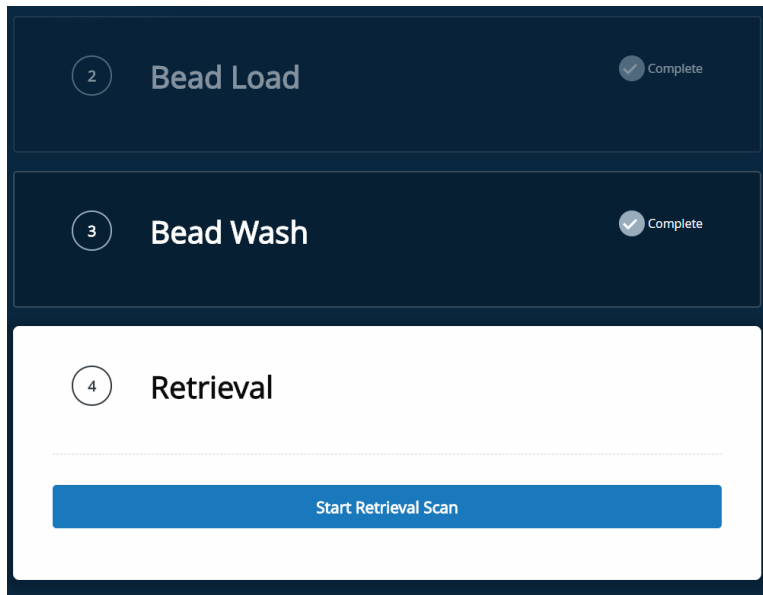 2 Bead Load Complete
3 Bead Wash Complete
4 Retrieval
Start Retrieval Scan